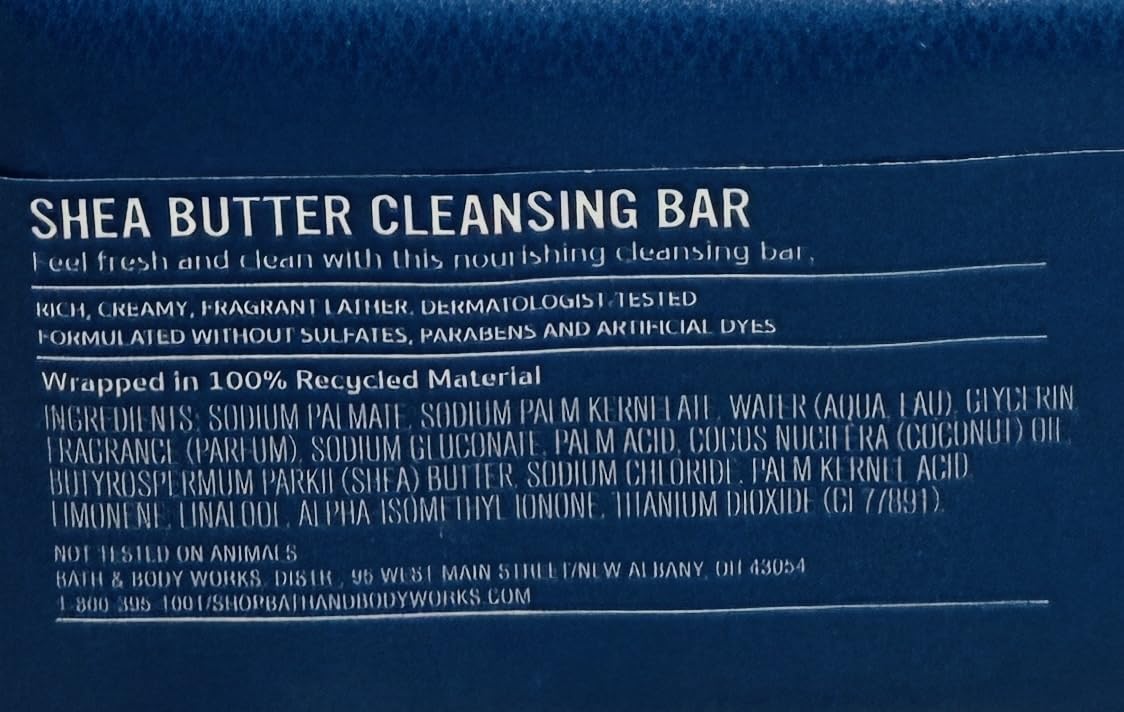 SHEA BUTTER CLEANSING BAR
Feel fresh and clean with this nourishing cleansing bar.
RICH, CREAMY, FRAGRANT LATHER. DERMATOLOGIST-TESTED
FORMULATED WITHOUT SULFATES, PARABENS AND ARTIFICIAL DYES
Wrapped in 100% Recycled Material
INGREDIENTS: SODIUM PALMATE, SODIUM PALM KERNELATE, WATER (AQUA, EAU), GLYCERIN,
FRAGRANCE (PARFUM), SODIUM GLUCONATE, PALM ACID, COCOS NUCIFERA (COCONUT) OIL,
BUTYROSPERMUM PARKII (SHEA) BUTTER, SODIUM CHLORIDE, PALM KERNEL ACID,
LIMONENE, LINALOOL, ALPHA-ISOMETHYL IONONE, TITANIUM DIOXIDE (CI 77891).
NOT TESTED ON ANIMALS
BATH & BODY WORKS, DISTR., 95 WEST MAIN STREET/NEW ALBANY, OH 43054
1-800-395-1001/SHOPBATHANDBODYWORKS.COM